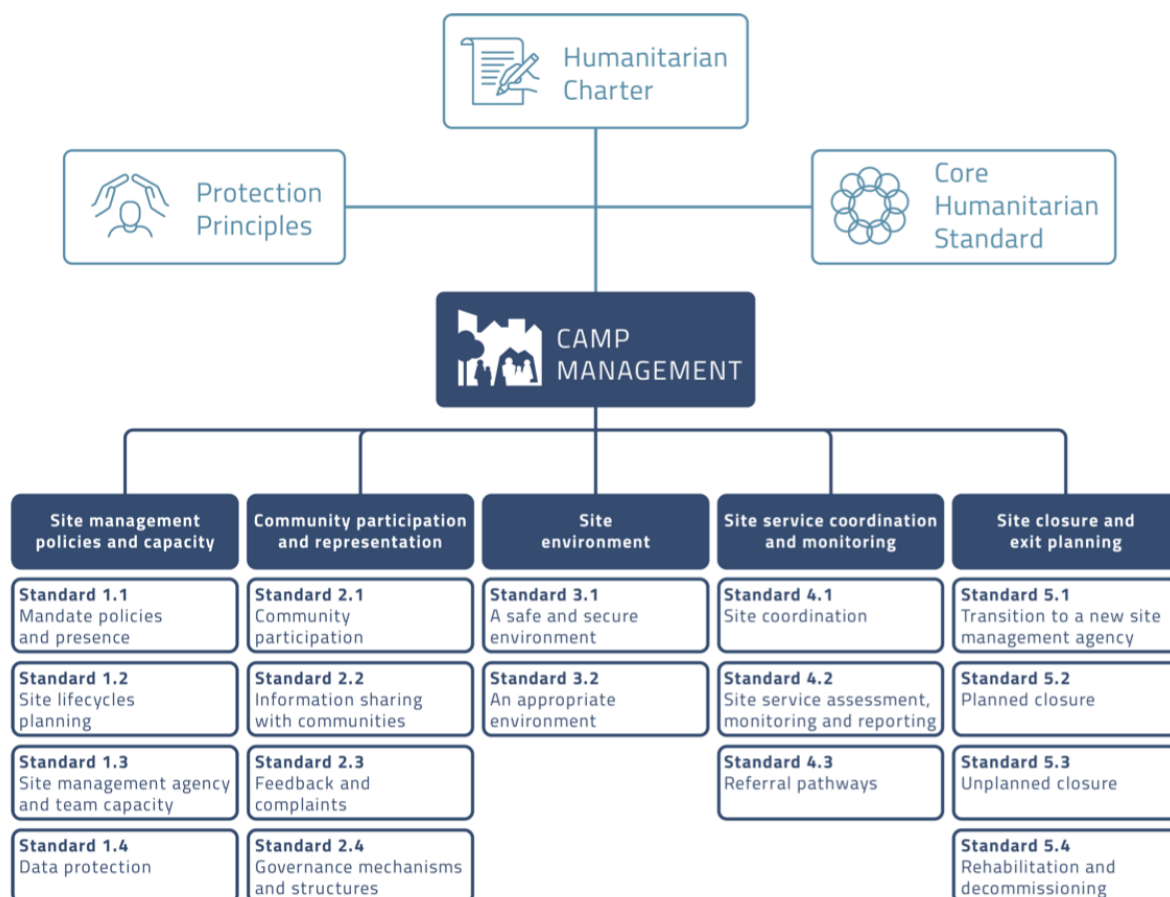 Humanitarian
Charter
Protection
Principles
Core
Humanitarian
Standard
CAMP
MANAGEMENT
Site management
policies and capacity
Standard 1.1
Mandate policies
and presence
Standard 1.2
Site lifecycles
planning
Standard 1.3
Site management agency
and team capacity
Standard 1.4
Data protection
Community participation
and representation
Standard 2.1
Community
participation
Standard 2.2
Information sharing
with communities
Standard 2.3
Feedback and
complaints
Standard 2.4
Governance mechanisms
and structures
Site
environment
Standard 3.1
A safe and secure
environment
Standard 3.2
An appropriate
environment
Site service coordination
and monitoring
Standard 4.1
Site coordination
Standard 4.2
Site service assessment,
monitoring and reporting
Standard 4.3
Referral pathways
Site closure and
exit planning
Standard 5.1
Transition to a new site
management agency
Standard 5.2
Planned closure
Standard 5.3
Unplanned closure
Standard 5.4
Rehabilitation and
decommissioning